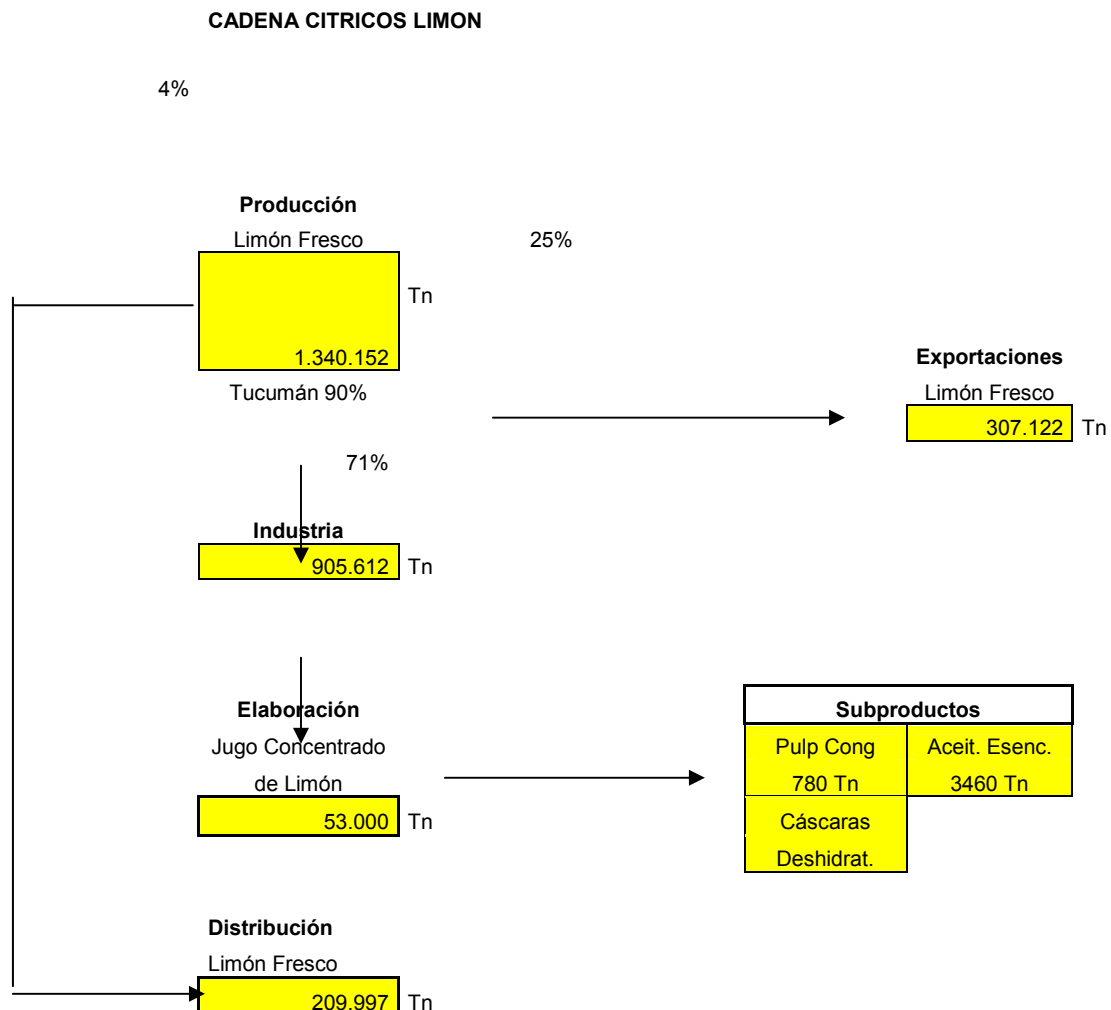 CADENA CITRICOS LIMON
4%
Producción
Limón Fresco
25%
Tn
1.340.152
Tucumán 90%
Exportaciones
Limón Fresco
307.122 Tn
71%
Industria
905.612 Tn
Elaboración
Jugo Concentrado
de Limón
53.000 Tn
Subproductos
Pulp Cong
Aceit. Esenc.
780 Tn
3460 Tn
Cáscaras
Deshidrat.
Distribución
Limón Fresco
209.997 Tn